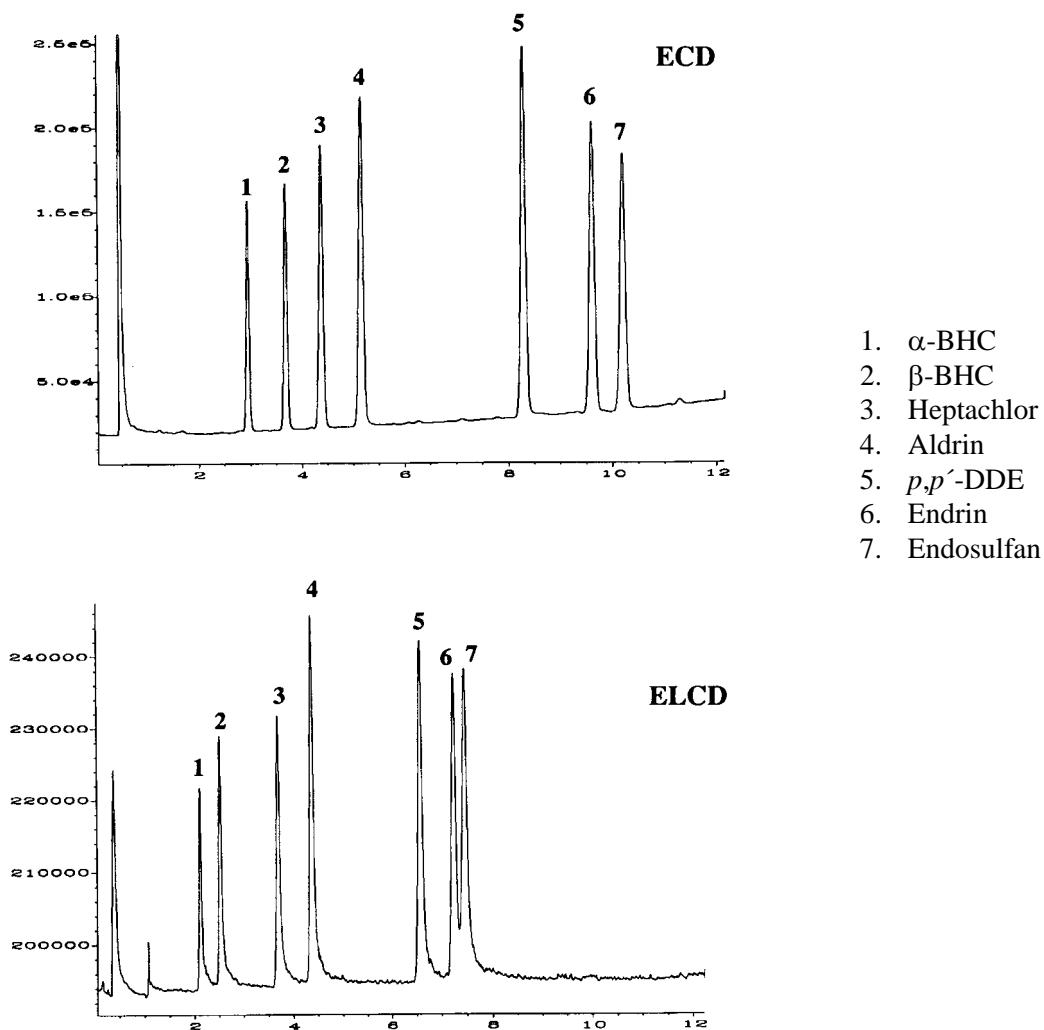 ECD
2.5e5
2.0e5
1.5e5
1.0e5
5.0e4
1 2 3 4 5 6 7
2 4 6 8 10 12
1. α-BHC
2. β-BHC
3. Heptachlor
4. Aldrin
5. p,p´-DDE
6. Endrin
7. Endosulfan
ELCD
240000
230000
220000
210000
200000
1 2 3 4 5 6 7
2 4 6 8 10 12